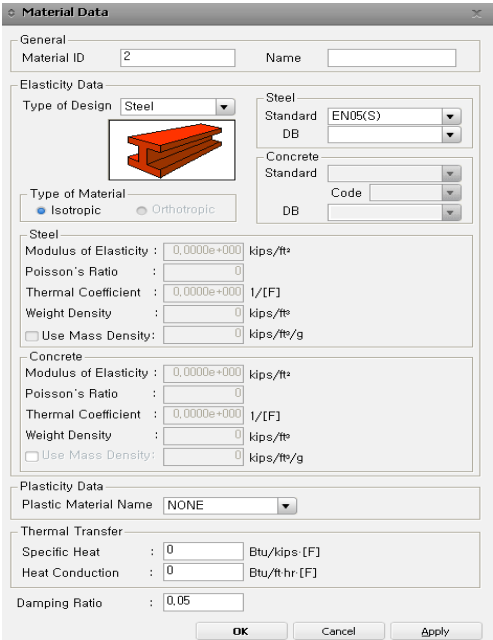 Material Data
General
Material ID 2 Name
Elasticity Data
Type of Design Steel
Steel
Standard EN05(S)
DB
Concrete
Standard
Code
DB
Type of Material
Isotropic Orthotropic
Steel
Modulus of Elasticity : 0,0000e+000 kips/ft²
Poisson's Ratio : 0
Thermal Coefficient : 0,0000e+000 1/[F]
Weight Density : 0 kips/ft³
Use Mass Density: 0 kips/ft³/g
Concrete
Modulus of Elasticity : 0,0000e+000 kips/ft²
Poisson's Ratio : 0
Thermal Coefficient : 0,0000e+000 1/[F]
Weight Density : 0 kips/ft³
Use Mass Density: 0 kips/ft³/g
Plasticity Data
Plastic Material Name NONE
Thermal Transfer
Specific Heat : 0 Btu/kips·[F]
Heat Conduction : 0 Btu/ft·hr·[F]
Damping Ratio : 0,05
OK Cancel Apply